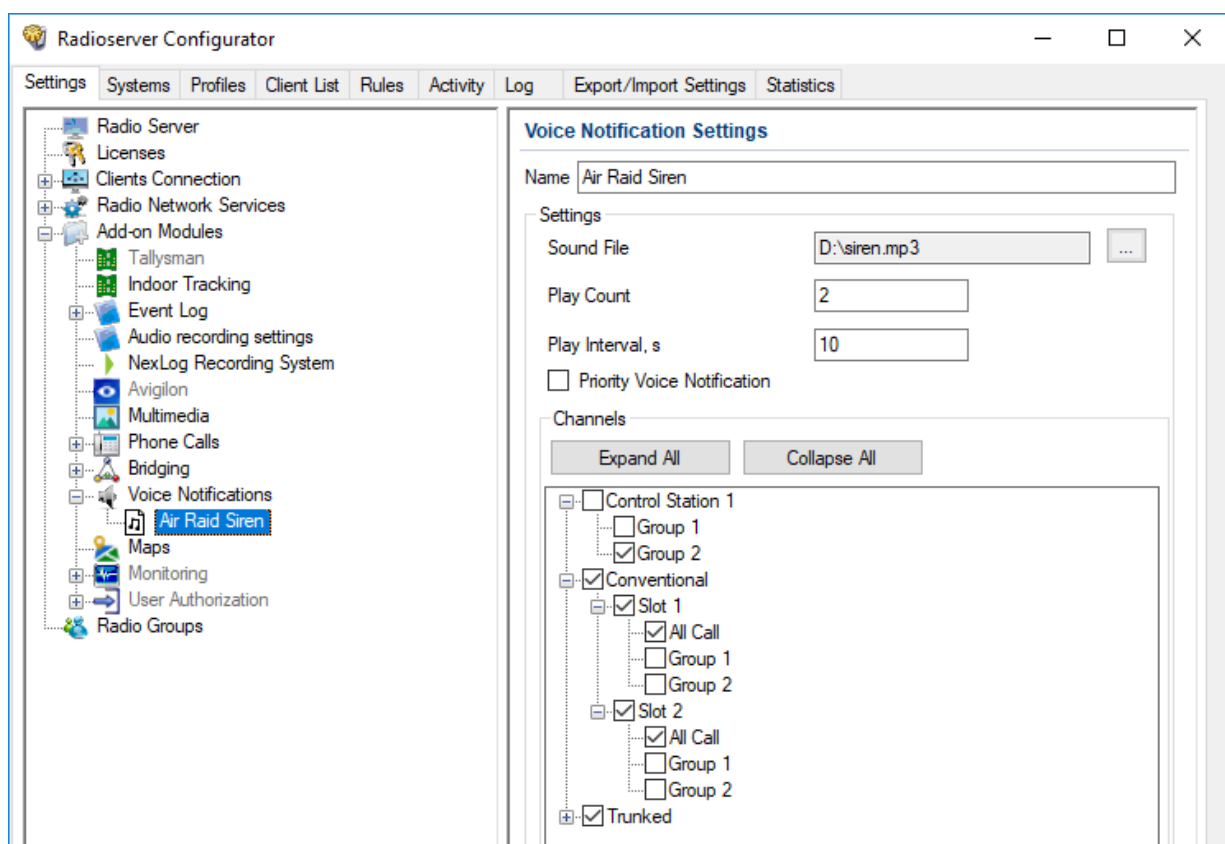 Radioserver Configurator
Settings Systems Profiles Client List Rules Activity Log Export/Import Settings Statistics
Radio Server
Licenses
Clients Connection
Radio Network Services
Add-on Modules
Tallysman
Indoor Tracking
Event Log
Audio recording settings
NexLog Recording System
Avigilon
Multimedia
Phone Calls
Bridging
Voice Notifications
Air Raid Siren
Maps
Monitoring
User Authorization
Radio Groups
Voice Notification Settings
Name Air Raid Siren
Settings
Sound File D:\siren.mp3 ...
Play Count 2
Play Interval, s 10
Priority Voice Notification
Channels
Expand All Collapse All
Control Station 1
Group 1
Group 2
Conventional
Slot 1
All Call
Group 1
Group 2
Slot 2
All Call
Group 1
Group 2
Trunked